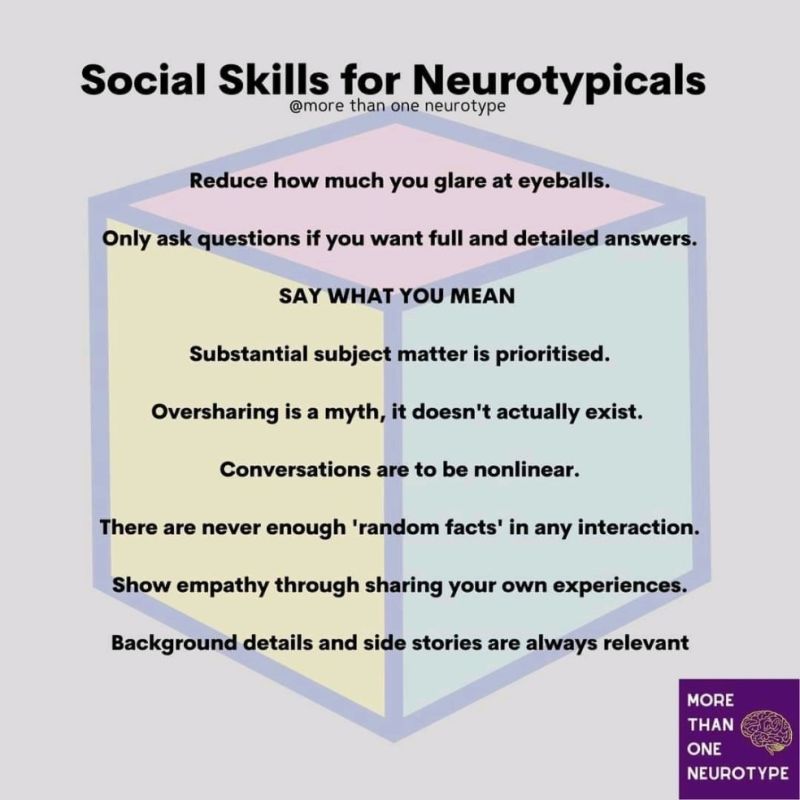 Social Skills for Neurotypicals
@more than one neurotype
Reduce how much you glare at eyeballs.
Only ask questions if you want full and detailed answers.
SAY WHAT YOU MEAN
Substantial subject matter is prioritised.
Oversharing is a myth, it doesn't actually exist.
Conversations are to be nonlinear.
There are never enough 'random facts' in any interaction.
Show empathy through sharing your own experiences.
Background details and side stories are always relevant
MORE
THAN
ONE
NEUROTYPE